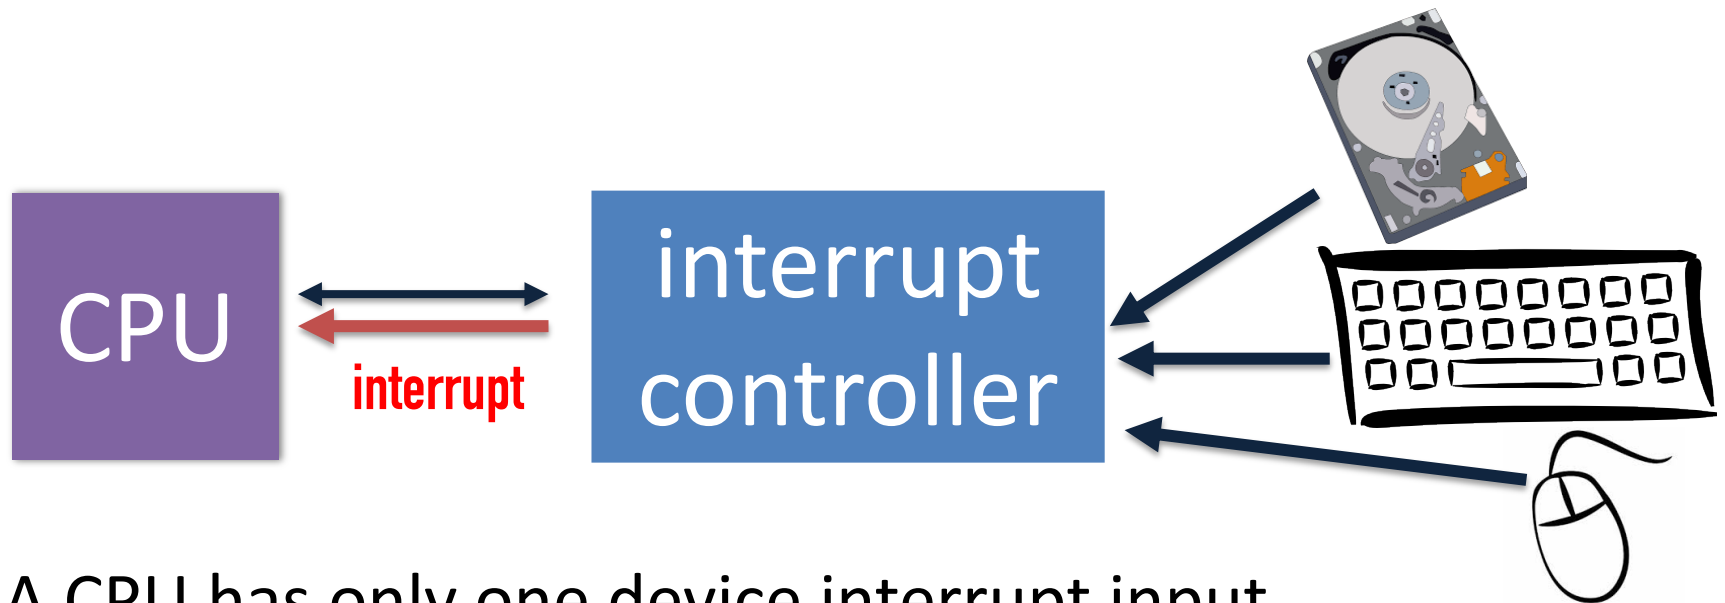 CPU
interrupt
interrupt
controller
A CPU has only one device interrupt input